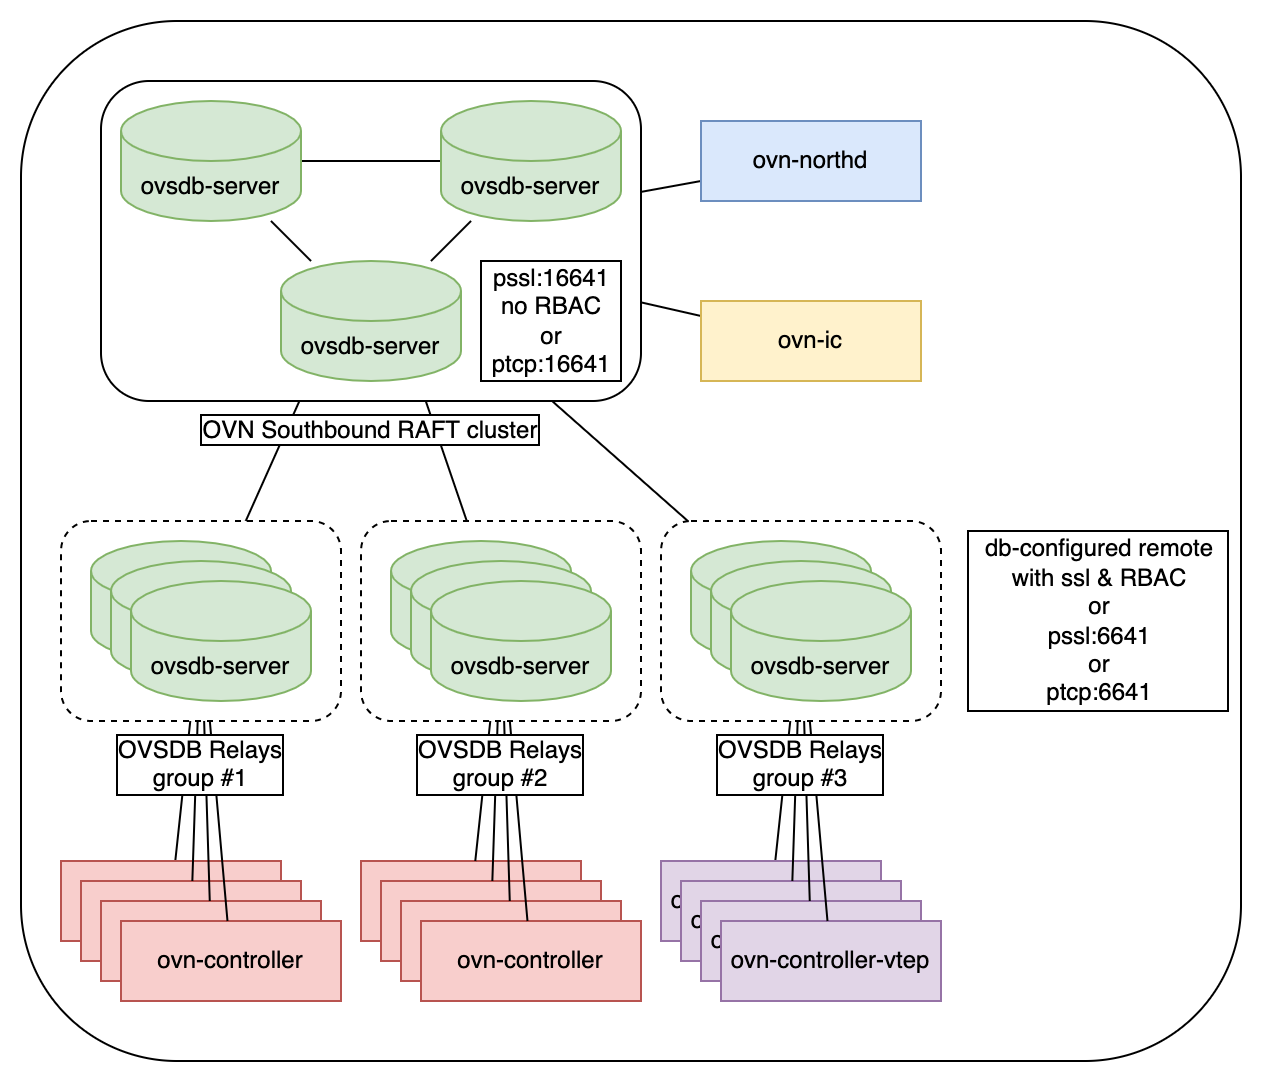 ovsdb-server
ovsdb-server
ovn-northd
pssl:16641
no RBAC
or
ptcp:16641
ovsdb-server
ovn-ic
OVN Southbound RAFT cluster
ovsdb-server
ovsdb-server
ovsdb-server
db-configured remote
with ssl & RBAC
or
pssl:6641
or
ptcp:6641
OVSDB Relays
group #1
OVSDB Relays
group #2
OVSDB Relays
group #3
ovn-controller
ovn-controller
o
o
o
ovn-controller-vtep